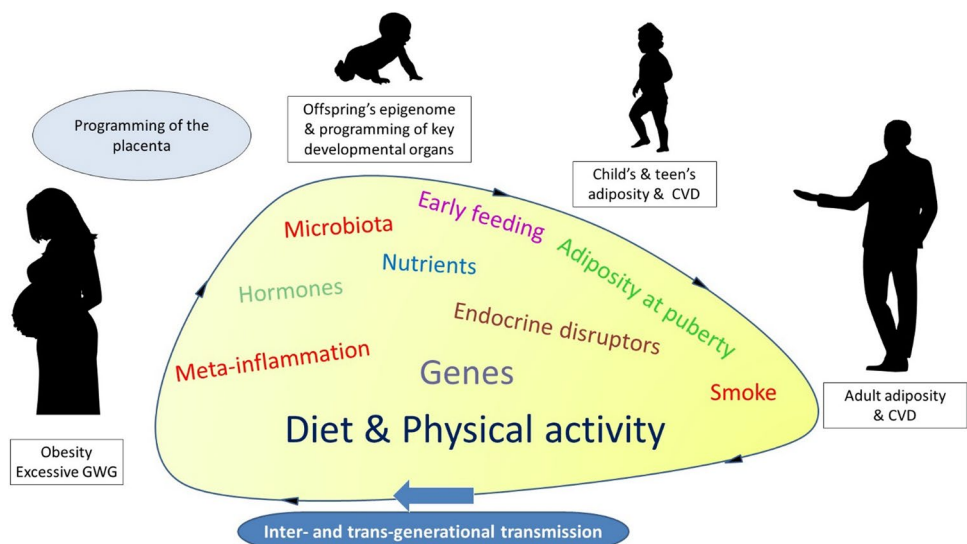 Programming of the
placenta
Offspring's epigenome
& programming of key
developmental organs
Child's & teen's
adiposity & CVD
Early feeding
Microbiota
Nutrients
Adiposity at puberty
Hormones
Endocrine disruptors
Meta-inflammation
Genes
Smoke
Diet & Physical activity
Adult adiposity
& CVD
Obesity
Excessive GWG
Inter- and trans-generational transmission